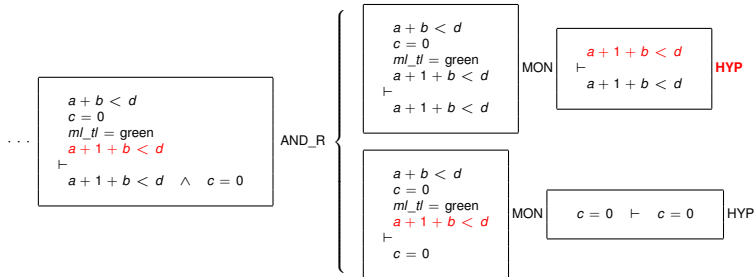 . . .
a + b < d
c = 0
ml_tl = green
a + 1 + b < d
⊢
a + 1 + b < d ∧ c = 0
AND_R
a + b < d
c = 0
ml_tl = green
a + 1 + b < d
⊢
a + 1 + b < d
MON
a + 1 + b < d
⊢
a + 1 + b < d
HYP
a + b < d
c = 0
ml_tl = green
a + 1 + b < d
⊢
c = 0
MON
c = 0 ⊢ c = 0
HYP